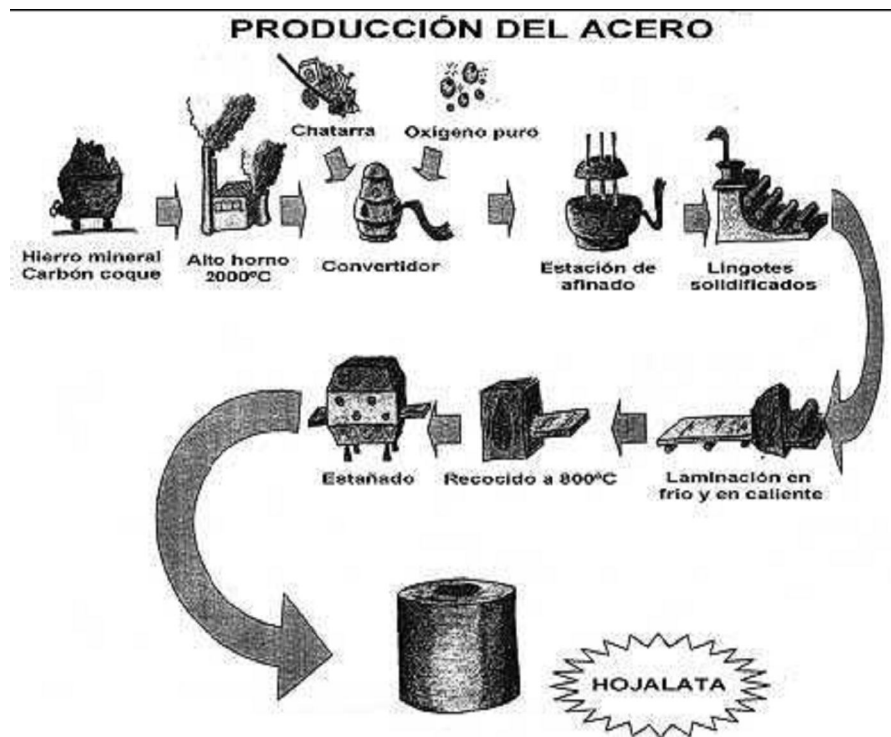 PRODUCCIÓN DEL ACERO
Chatarra
Oxígeno puro
Hierro mineral
Carbón coque
Alto horno
2000ºC
Convertidor
Estación de
afinado
Lingotes
solidificados
Estañado
Recocido a 800ºC
Laminación en
frío y en caliente
HOJALATA